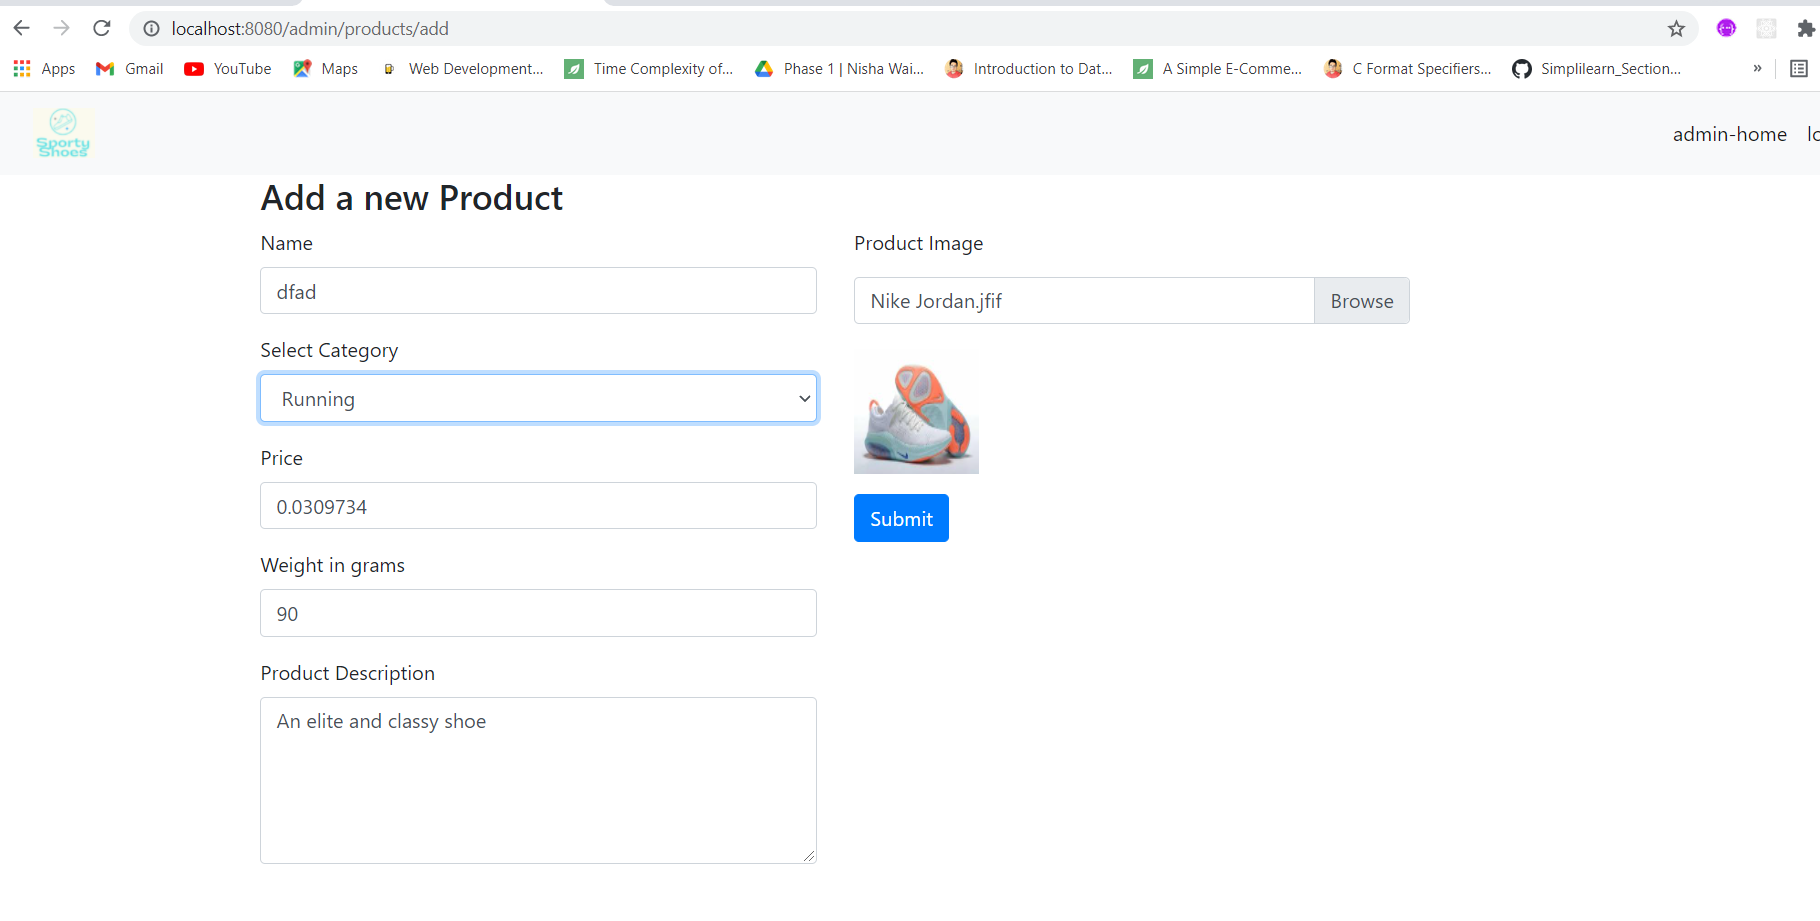 localhost:8080/admin/products/add
Apps Gmail YouTube Maps Web Development... Time Complexity of... Phase 1 | Nisha Wai... Introduction to Dat... A Simple E-Comme... C Format Specifiers... Simplilearn_Section... »
Sporty
Shoes
admin-home lo
Add a new Product
Name
dfad
Select Category
Running
Price
0.0309734
Weight in grams
90
Product Description
An elite and classy shoe
Product Image
Nike Jordan.jfif Browse
Submit